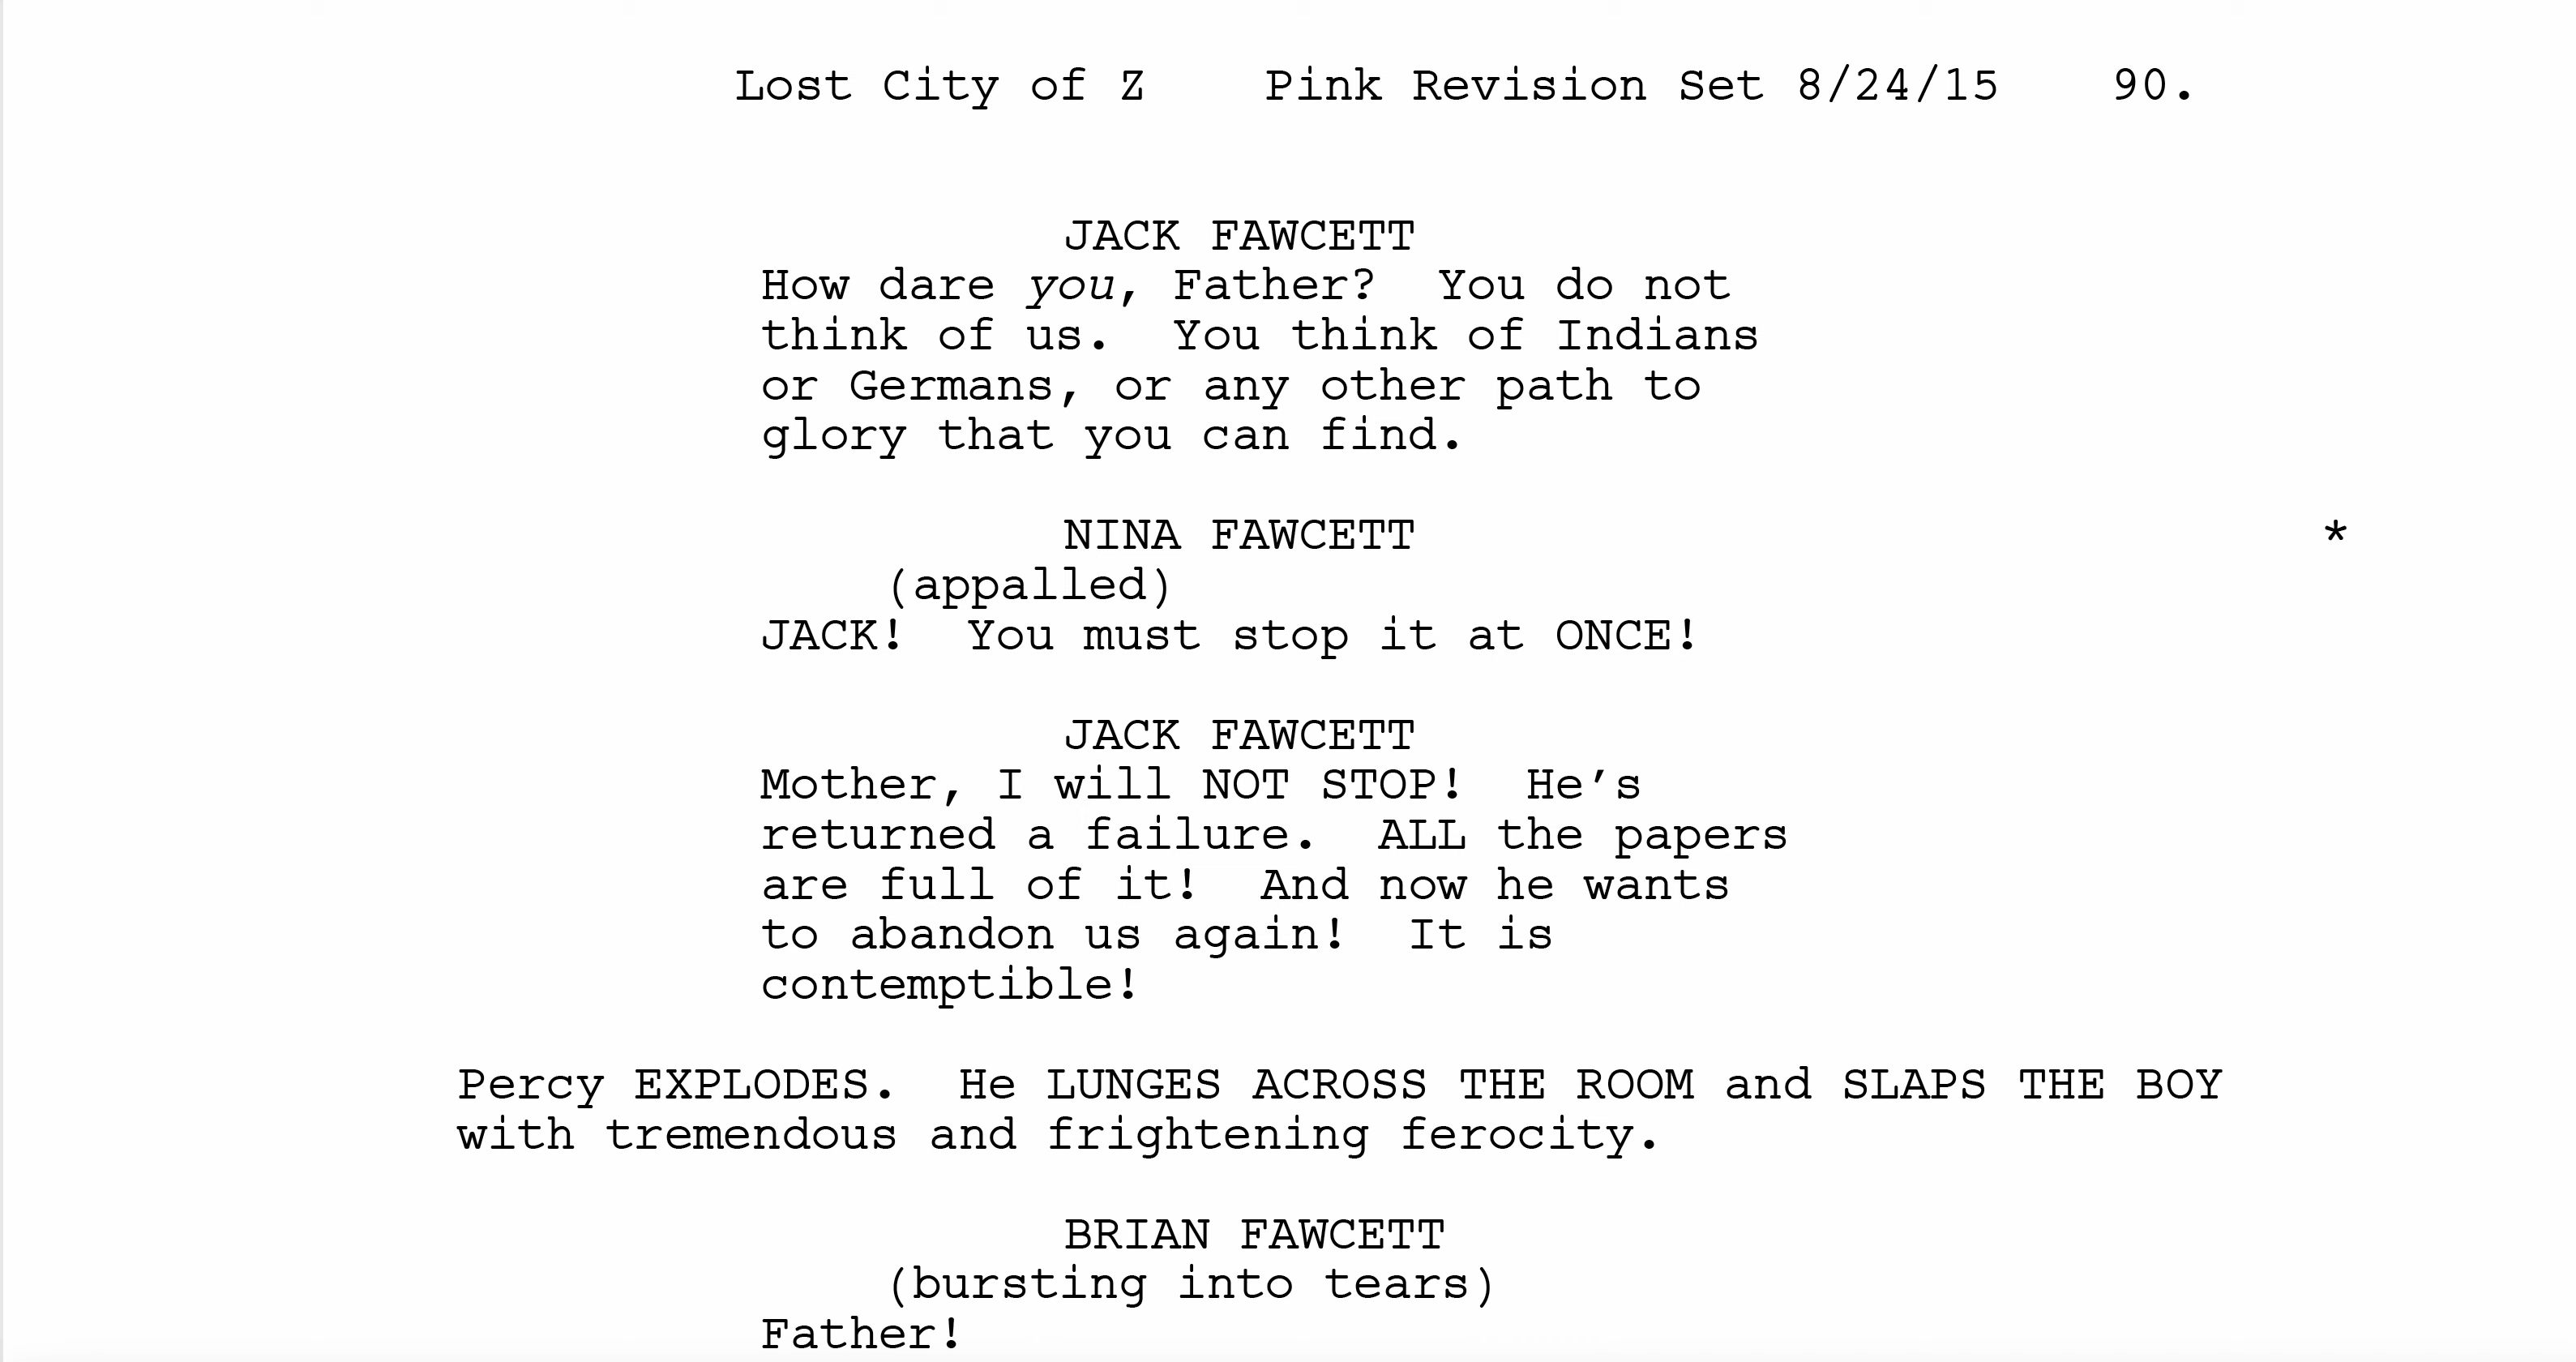 Lost City of Z    Pink Revision Set 8/24/15    90.
JACK FAWCETT
How dare you, Father?  You do not
think of us.  You think of Indians
or Germans, or any other path to
glory that you can find.
NINA FAWCETT *
(appalled)
JACK!  You must stop it at ONCE!
JACK FAWCETT
Mother, I will NOT STOP!  He’s
returned a failure.  ALL the papers
are full of it!  And now he wants
to abandon us again!  It is
contemptible!
Percy EXPLODES.  He LUNGES ACROSS THE ROOM and SLAPS THE BOY
with tremendous and frightening ferocity.
BRIAN FAWCETT
(bursting into tears)
Father!